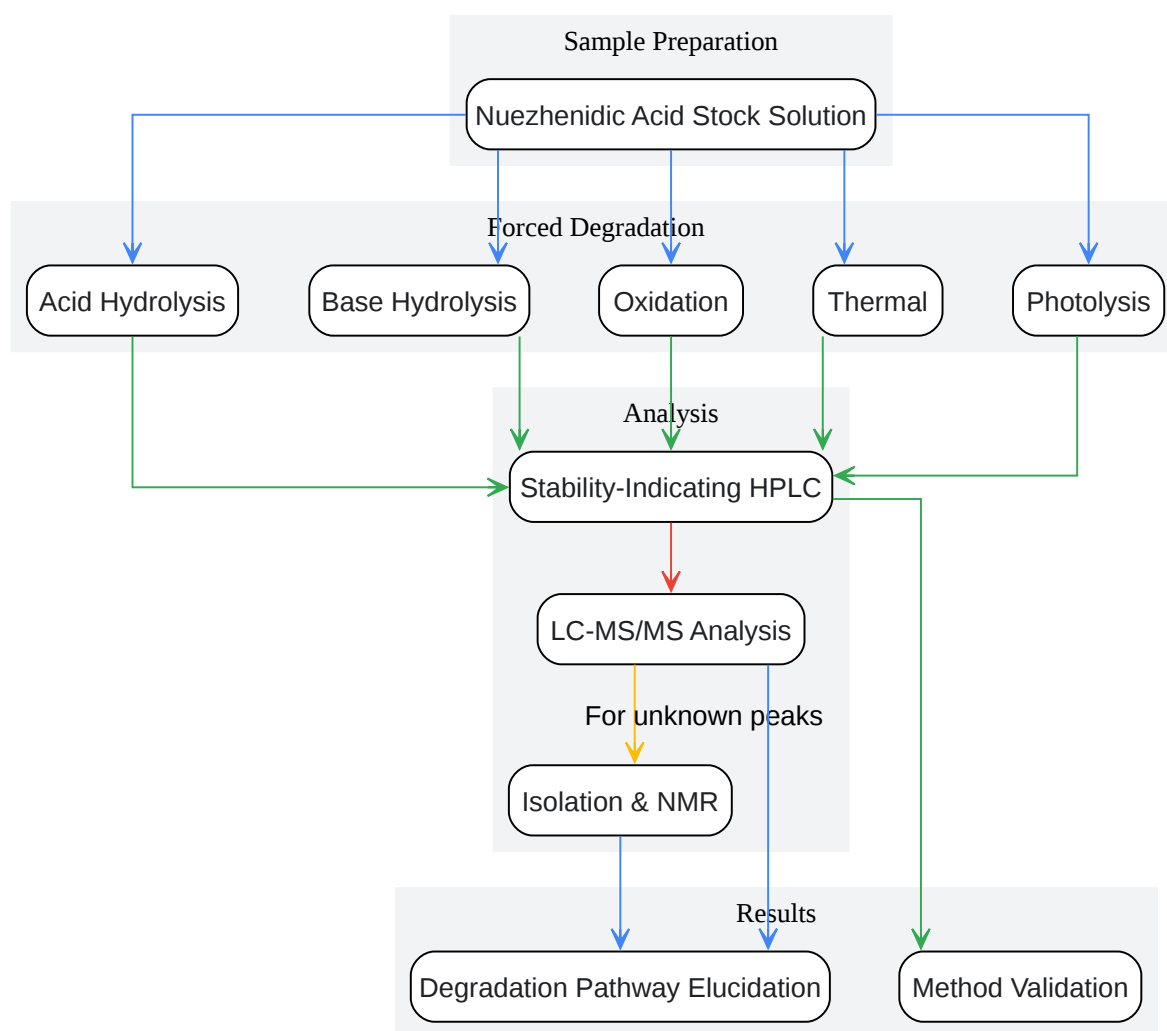 Sample Preparation
Nuezhenidic Acid Stock Solution
Forced Degradation
Acid Hydrolysis
Base Hydrolysis
Oxidation
Thermal
Photolysis
Analysis
Stability-Indicating HPLC
LC-MS/MS Analysis
For unknown peaks
Isolation & NMR
Results
Degradation Pathway Elucidation
Method Validation